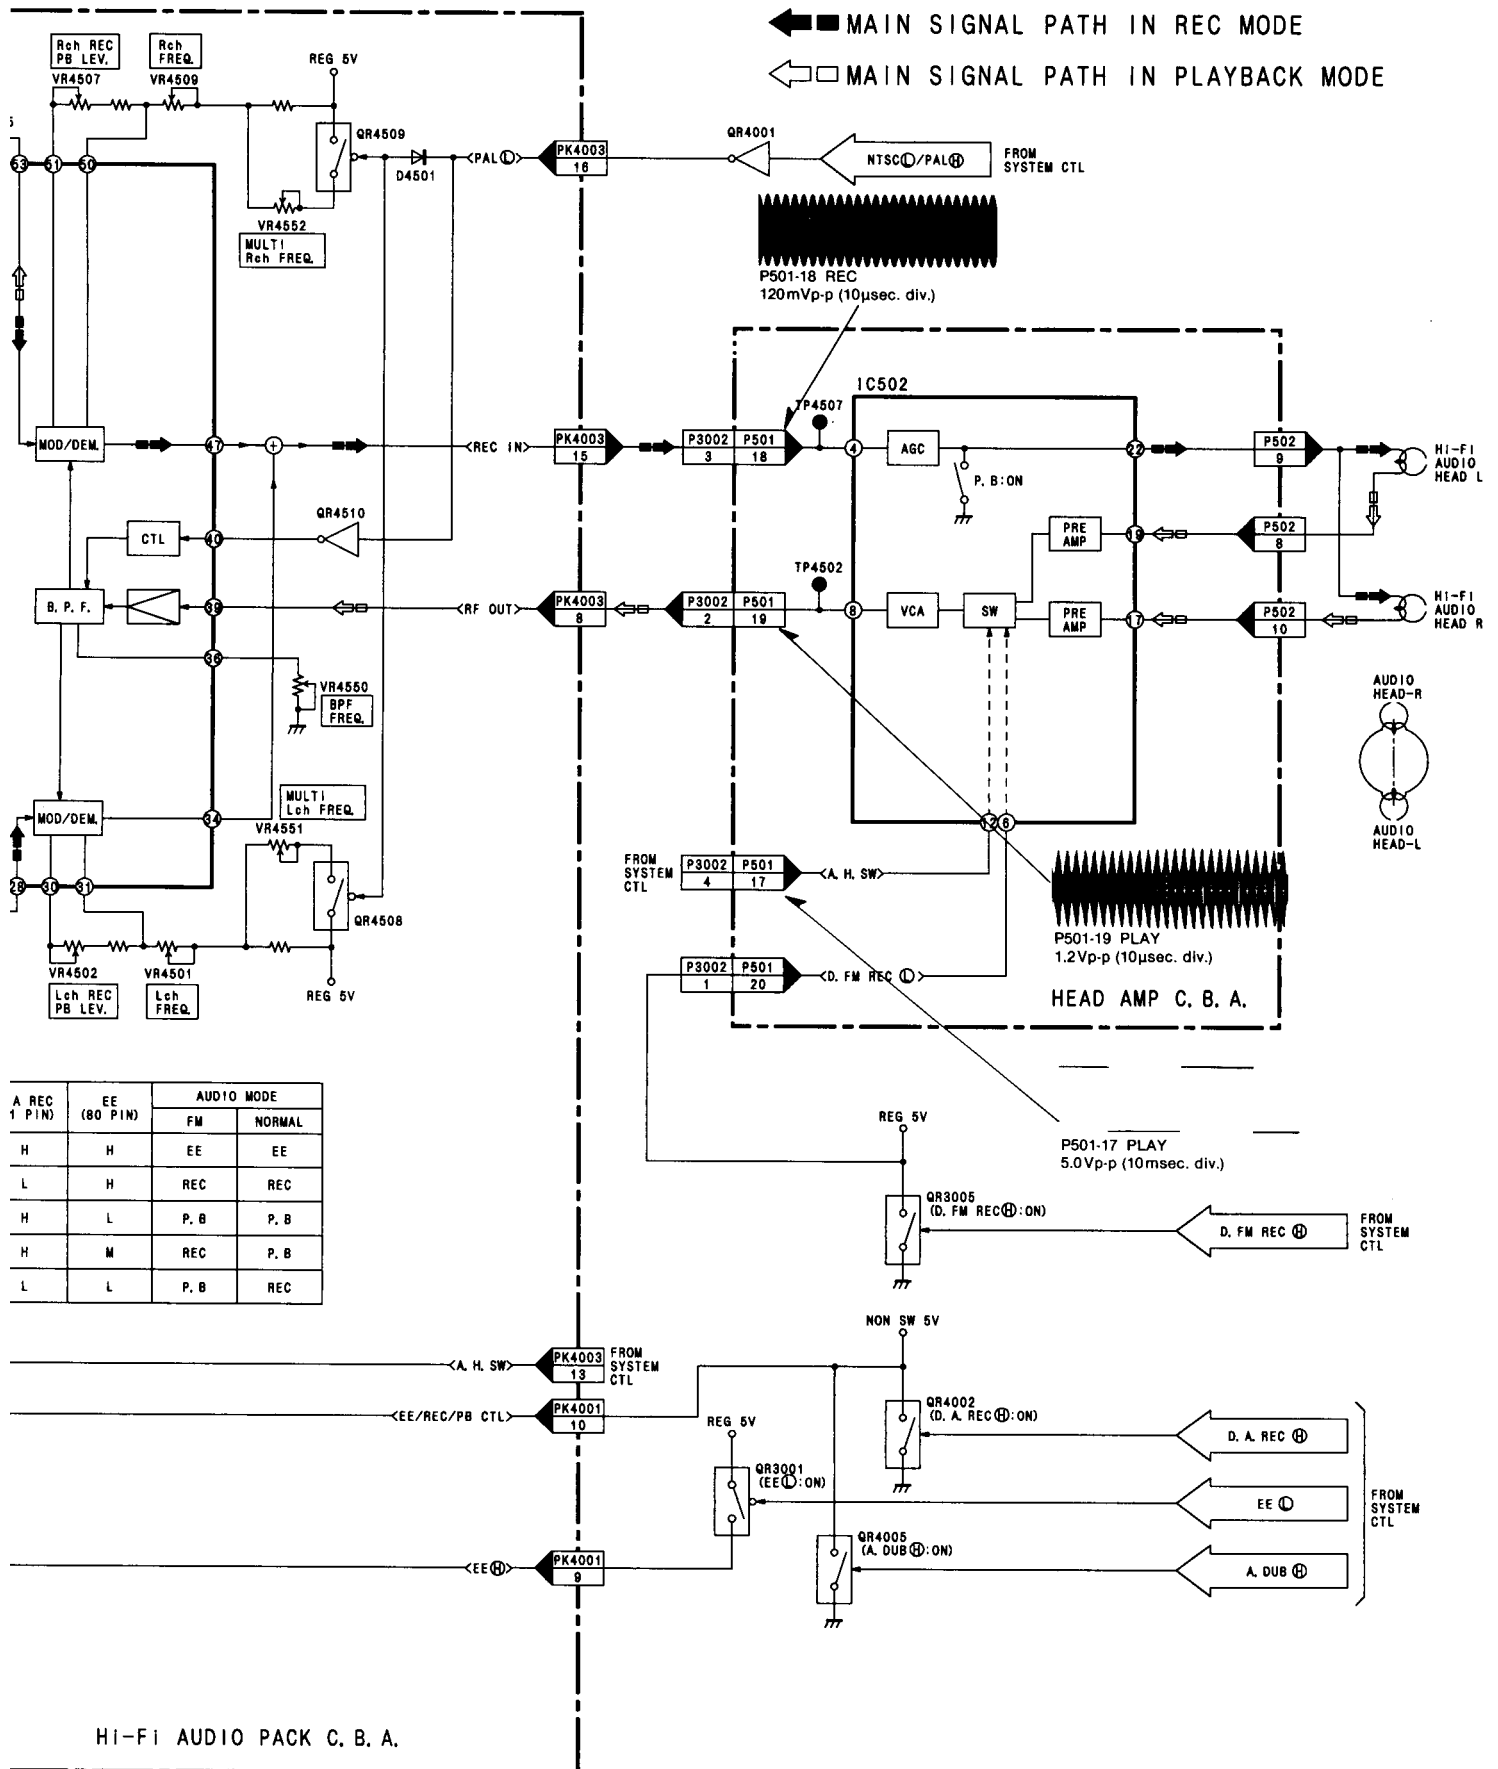 MAIN SIGNAL PATH IN REC MODE
MAIN SIGNAL PATH IN PLAYBACK MODE
Rch REC
PB LEV.
VR4507
Rch
FREQ.
VR4509
REG 5V
QR4509
D4501
<PAL Ⓛ>
PK4003
16
QR4001
NTSCⓁ/PALⒽ
FROM
SYSTEM CTL
53
51
50
VR4552
MULTI
Rch FREQ.
P501-18 REC
120mVp-p (10µsec. div.)
IC502
TP4507
MOD/DEM.
47
+
<REC IN>
PK4003
15
P3002
3
P501
18
4
AGC
P. B:ON
22
P502
9
HI-FI
AUDIO
HEAD L
QR4510
CTL
40
PRE
AMP
19
P502
8
TP4502
B. P. F.
39
<RF OUT>
PK4003
8
P3002
2
P501
19
8
VCA
SW
PRE
AMP
17
P502
10
HI-FI
AUDIO
HEAD R
36
VR4550
BPF
FREQ.
AUDIO
HEAD-R
AUDIO
HEAD-L
MULTI
Lch FREQ.
VR4551
MOD/DEM.
34
12
6
28
30
31
QR4508
FROM
SYSTEM
CTL
P3002
4
P501
17
<A. H. SW>
P501-19 PLAY
1.2Vp-p (10µsec. div.)
VR4502
Lch REC
PB LEV.
VR4501
Lch
FREQ.
REG 5V
P3002
1
P501
20
<D. FM REC Ⓛ>
HEAD AMP C. B. A.
A REC
1 PIN)
EE
(80 PIN)
AUDIO MODE
FM
NORMAL
H H EE EE
L H REC REC
H L P. B P. B
H M REC P. B
L L P. B REC
REG 5V
P501-17 PLAY
5.0Vp-p (10msec. div.)
QR3005
(D. FM RECⒽ:ON)
D. FM REC Ⓗ
FROM
SYSTEM
CTL
NON SW 5V
<A. H. SW>
PK4003
13
FROM
SYSTEM
CTL
<EE/REC/PB CTL>
PK4001
10
REG 5V
QR4002
(D. A. RECⒽ:ON)
D. A. REC Ⓗ
QR3001
(EEⓁ:ON)
EE Ⓛ
FROM
SYSTEM
CTL
<EEⒽ>
PK4001
9
QR4005
(A. DUBⒽ:ON)
A. DUB Ⓗ
Hi-Fi AUDIO PACK C. B. A.